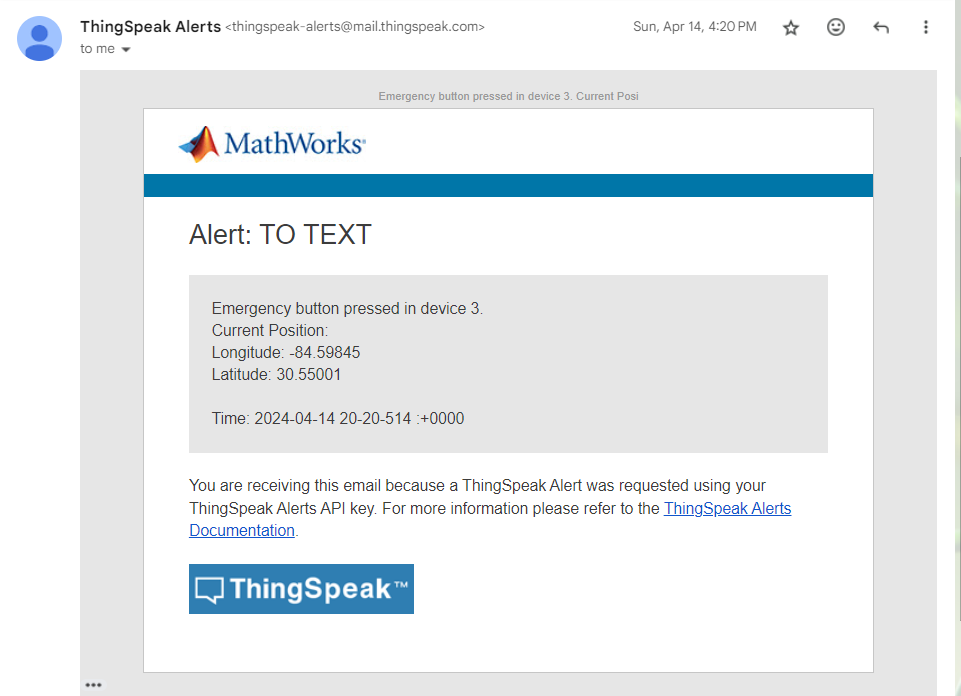 ThingSpeak Alerts <thingspeak-alerts@mail.thingspeak.com>
Sun, Apr 14, 4:20 PM
to me
Emergency button pressed in device 3. Current Posi
MathWorks®
Alert: TO TEXT
Emergency button pressed in device 3.
Current Position:
Longitude: -84.59845
Latitude: 30.55001
Time: 2024-04-14 20-20-514 :+0000
You are receiving this email because a ThingSpeak Alert was requested using your
ThingSpeak Alerts API key. For more information please refer to the ThingSpeak Alerts
Documentation.
ThingSpeak™